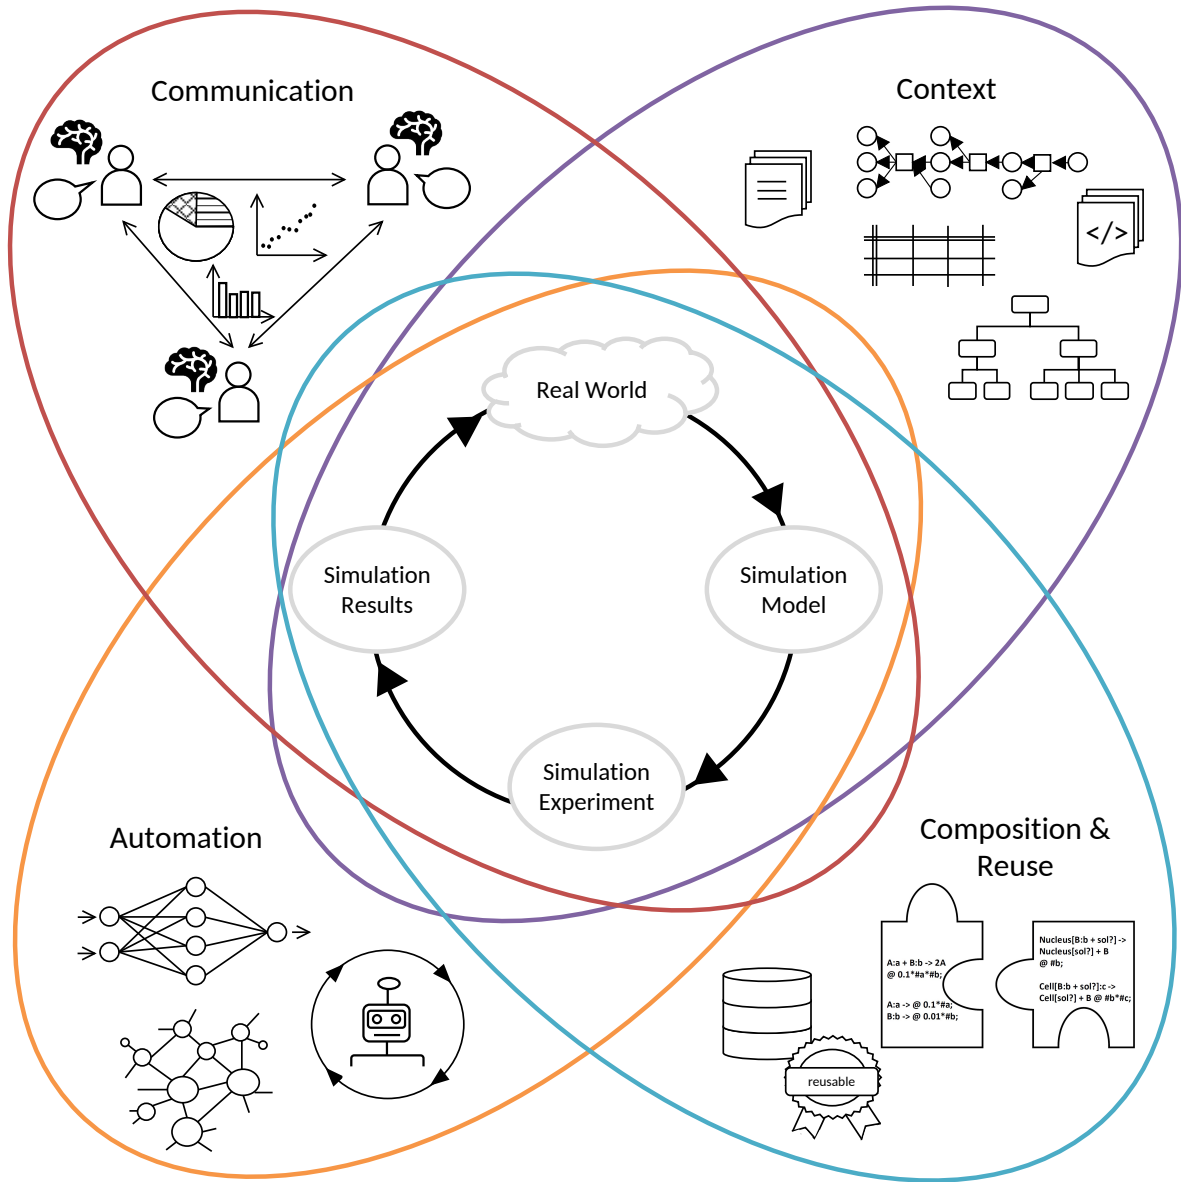 Communication
Context
</>
Real World
Simulation
Results
Simulation
Model
Simulation
Experiment
Automation
Composition &
Reuse
A:a + B:b -> 2A
@ 0.1*#a*#b;
A:a -> @ 0.1*#a;
B:b -> @ 0.01*#b;
Nucleus[B:b + sol?] ->
Nucleus[sol?] + B
@ #b;
Cell[B:b + sol?]:c ->
Cell[sol?] + B @ #b*#c;
reusable